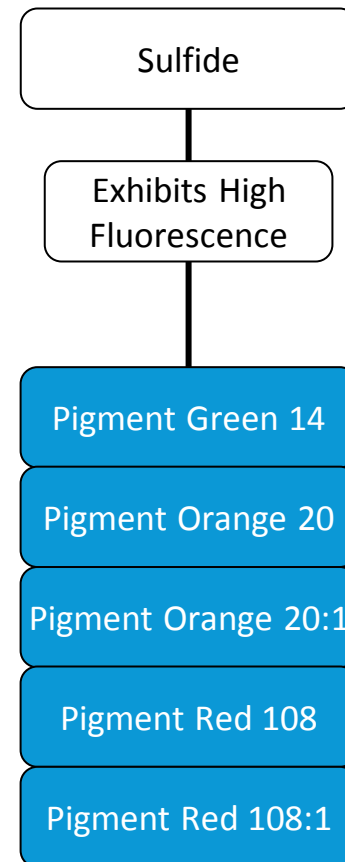 Sulfide
Exhibits High
Fluorescence
Pigment Green 14
Pigment Orange 20
Pigment Orange 20:1
Pigment Red 108
Pigment Red 108:1